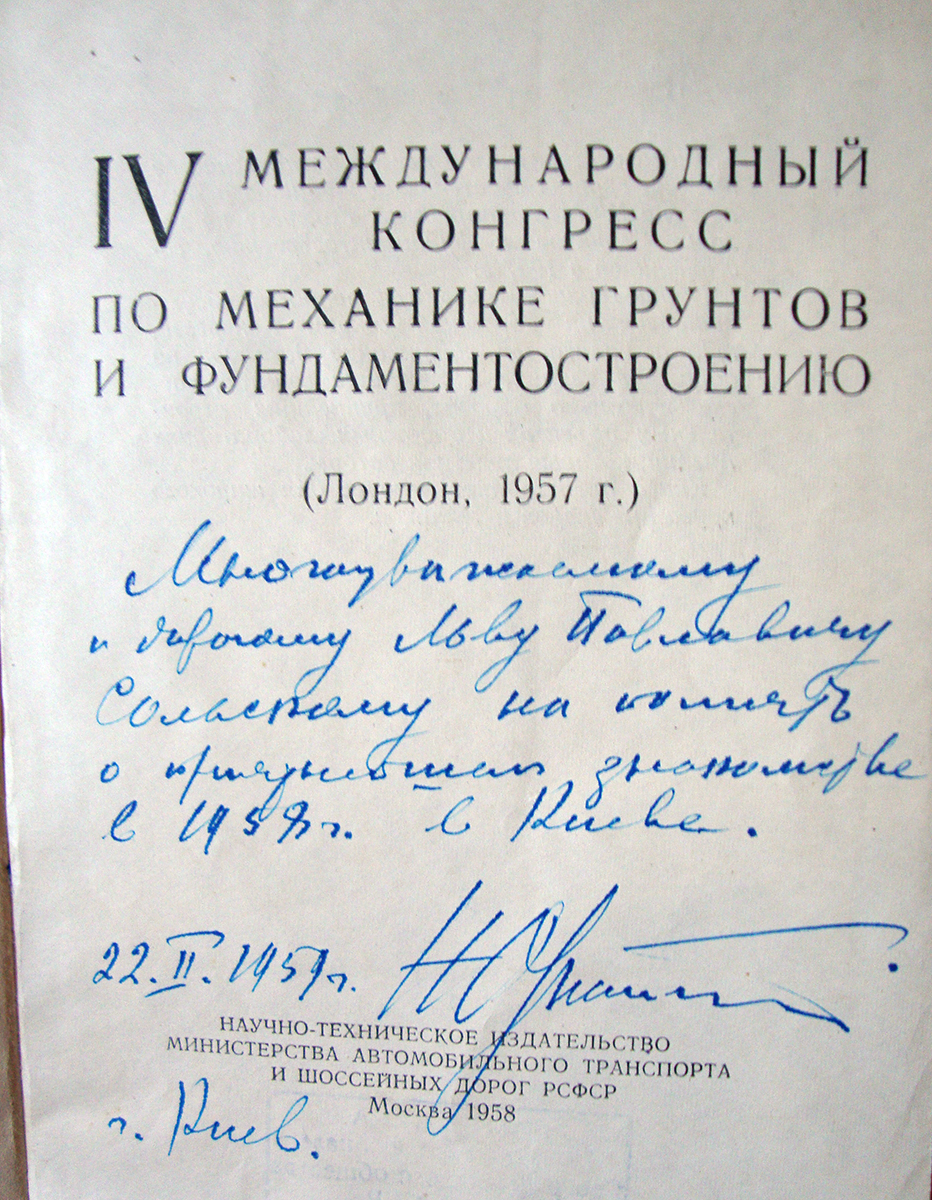 IV МЕЖДУНАРОДНЫЙ
КОНГРЕСС
ПО МЕХАНИКЕ ГРУНТОВ
И ФУНДАМЕНТОСТРОЕНИЮ
(Лондон, 1957 г.)
Многоуважаемому
и дорогому Льву Павловичу
Сольскому на память
о приятнейшем знакомстве
в 1959 г. в Киеве.
22.II.1959 г.
НАУЧНО-ТЕХНИЧЕСКОЕ ИЗДАТЕЛЬСТВО
МИНИСТЕРСТВА АВТОМОБИЛЬНОГО ТРАНСПОРТА
И ШОССЕЙНЫХ ДОРОГ РСФСР
Москва 1958
г. Киев.